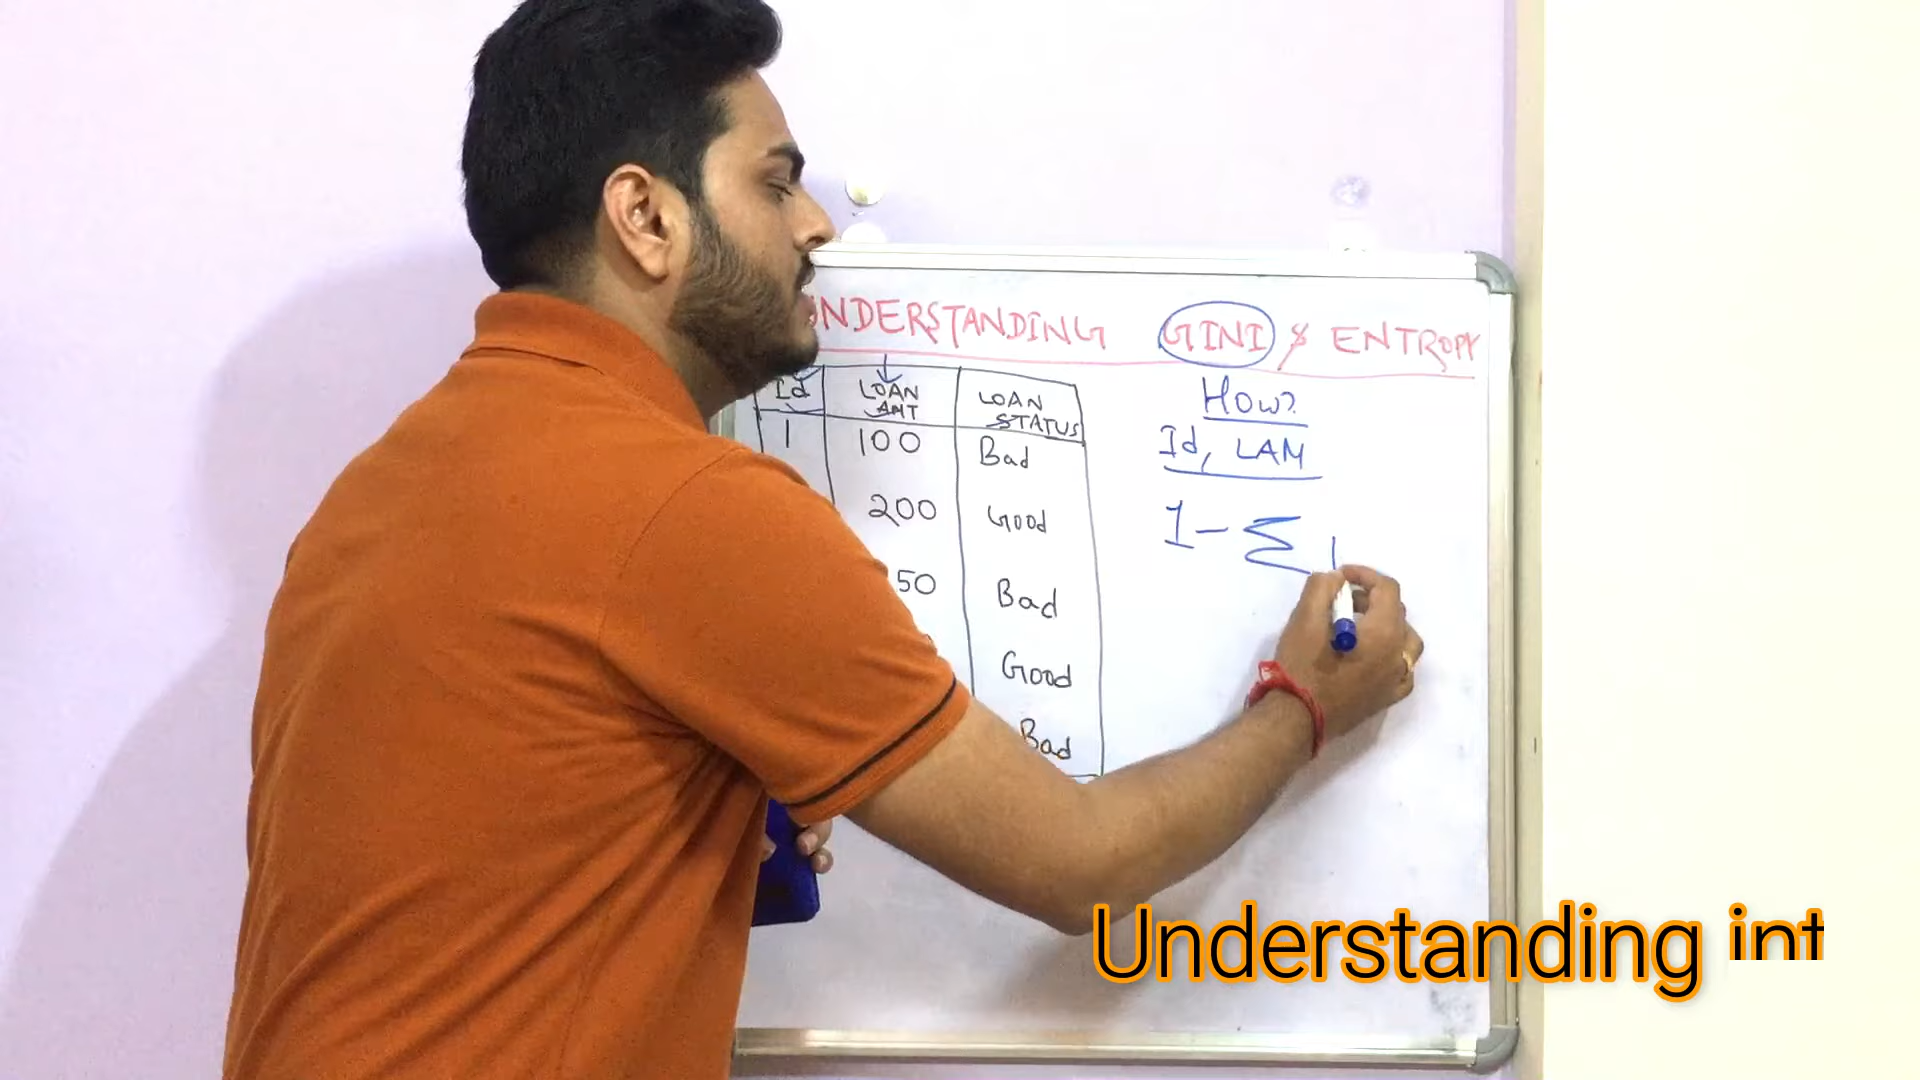 UNDERSTANDING GINI & ENTROPY
Id LOAN AMT LOAN STATUS
1 100 Bad
200 Good
50 Bad
Good
Bad
How?
Id, LAM
1 - Σ
Understanding int